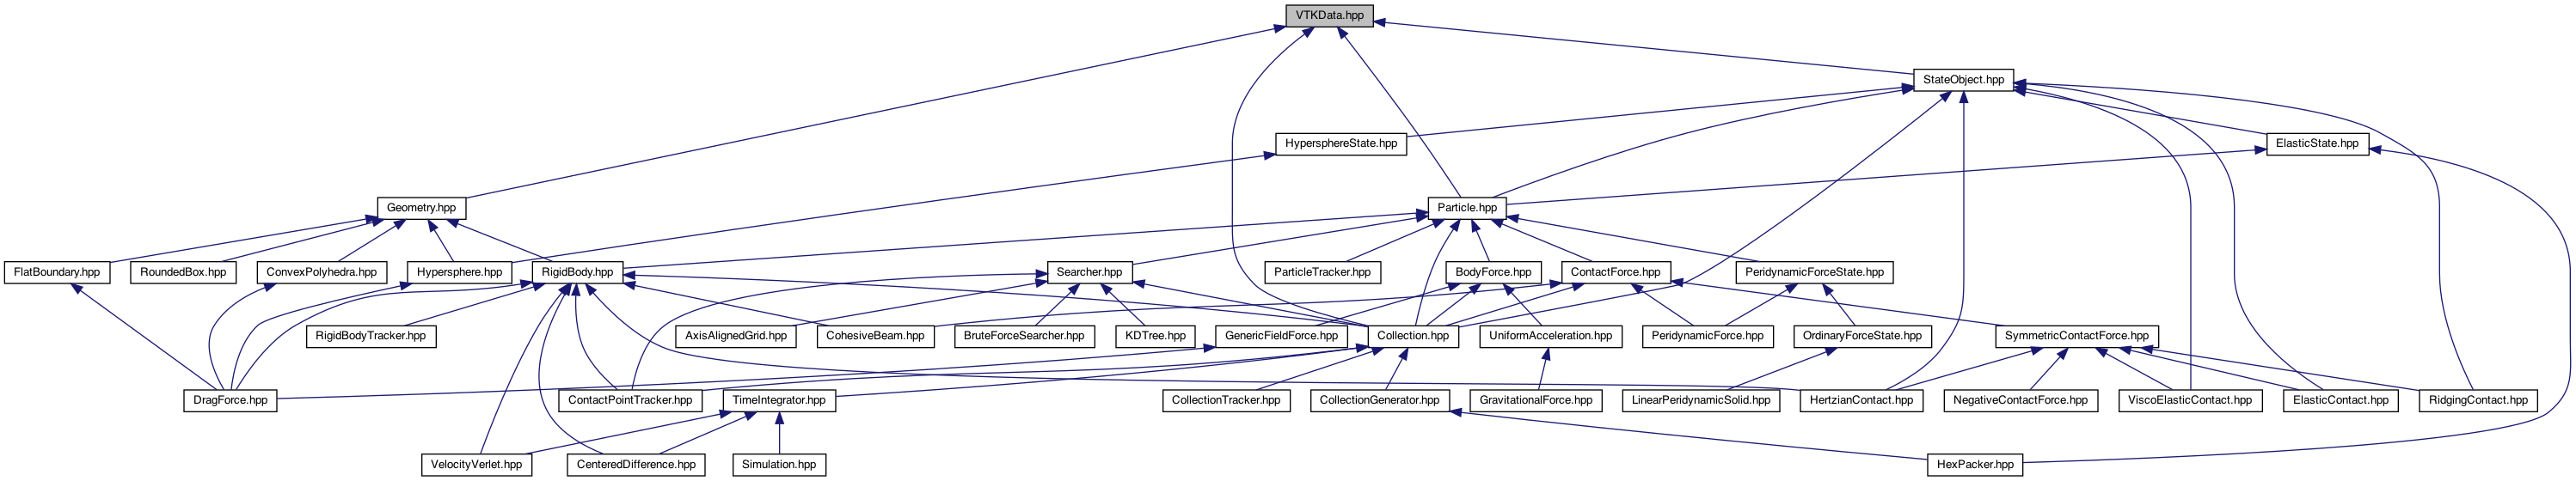 VTKData.hpp
StateObject.hpp
HypersphereState.hpp
ElasticState.hpp
Geometry.hpp
Particle.hpp
FlatBoundary.hpp
RoundedBox.hpp
ConvexPolyhedra.hpp
Hypersphere.hpp
RigidBody.hpp
Searcher.hpp
ParticleTracker.hpp
BodyForce.hpp
ContactForce.hpp
PeridynamicForceState.hpp
RigidBodyTracker.hpp
AxisAlignedGrid.hpp
CohesiveBeam.hpp
BruteForceSearcher.hpp
KDTree.hpp
GenericFieldForce.hpp
Collection.hpp
UniformAcceleration.hpp
PeridynamicForce.hpp
OrdinaryForceState.hpp
SymmetricContactForce.hpp
DragForce.hpp
ContactPointTracker.hpp
TimeIntegrator.hpp
CollectionTracker.hpp
CollectionGenerator.hpp
GravitationalForce.hpp
LinearPeridynamicSolid.hpp
HertzianContact.hpp
NegativeContactForce.hpp
ViscoElasticContact.hpp
ElasticContact.hpp
RidgingContact.hpp
VelocityVerlet.hpp
CenteredDifference.hpp
Simulation.hpp
HexPacker.hpp